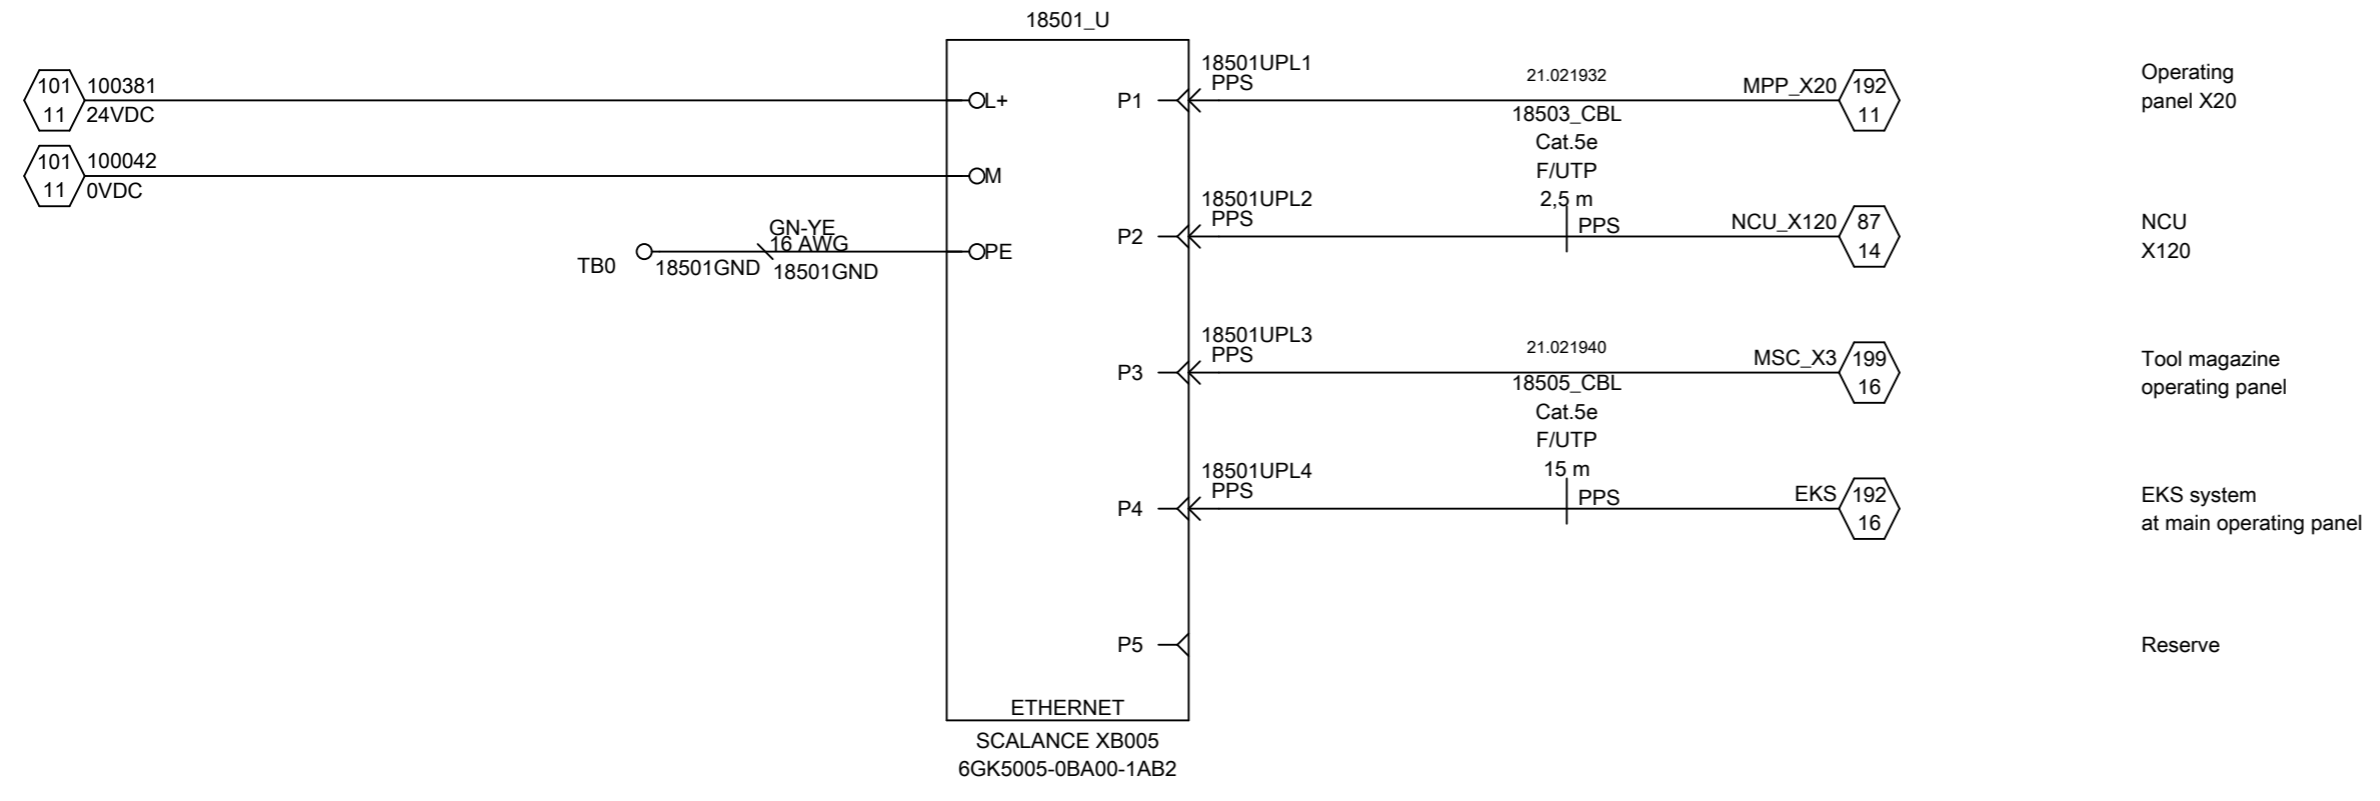 18501_U
101
11
100381
24VDC
101
11
100042
0VDC
TB0
18501GND
GN-YE
16 AWG
18501GND
L+
M
PE
P1
P2
P3
P4
P5
ETHERNET
SCALANCE XB005
6GK5005-0BA00-1AB2
18501UPL1
PPS
21.021932
18503_CBL
Cat.5e
F/UTP
2,5 m
MPP_X20
192
11
Operating
panel X20
18501UPL2
PPS
PPS
NCU_X120
87
14
NCU
X120
18501UPL3
PPS
21.021940
18505_CBL
Cat.5e
F/UTP
15 m
MSC_X3
199
16
Tool magazine
operating panel
18501UPL4
PPS
PPS
EKS
192
16
EKS system
at main operating panel
Reserve